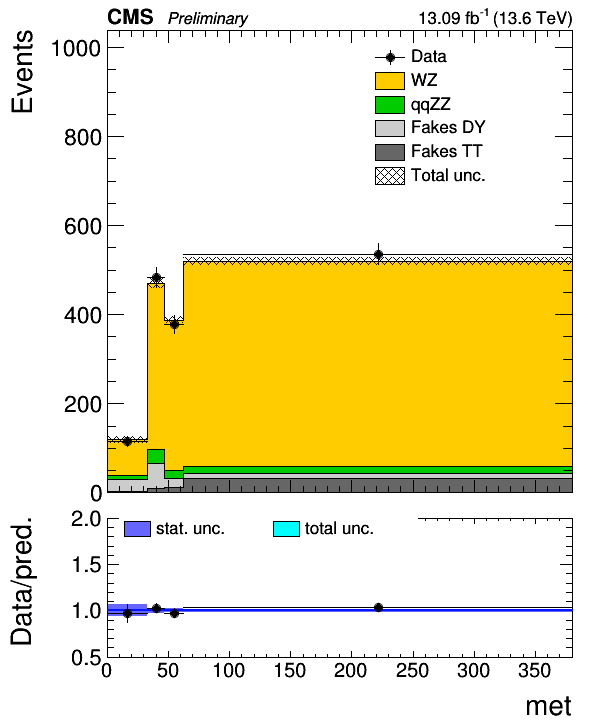 CMS Preliminary 13.09 fb⁻¹ (13.6 TeV)
Events
1000
800
600
400
200
0
Data
WZ
qqZZ
Fakes DY
Fakes TT
Total unc.
Data/pred.
2.0
1.5
1.0
0.5
stat. unc. total unc.
0 50 100 150 200 250 300 350
met